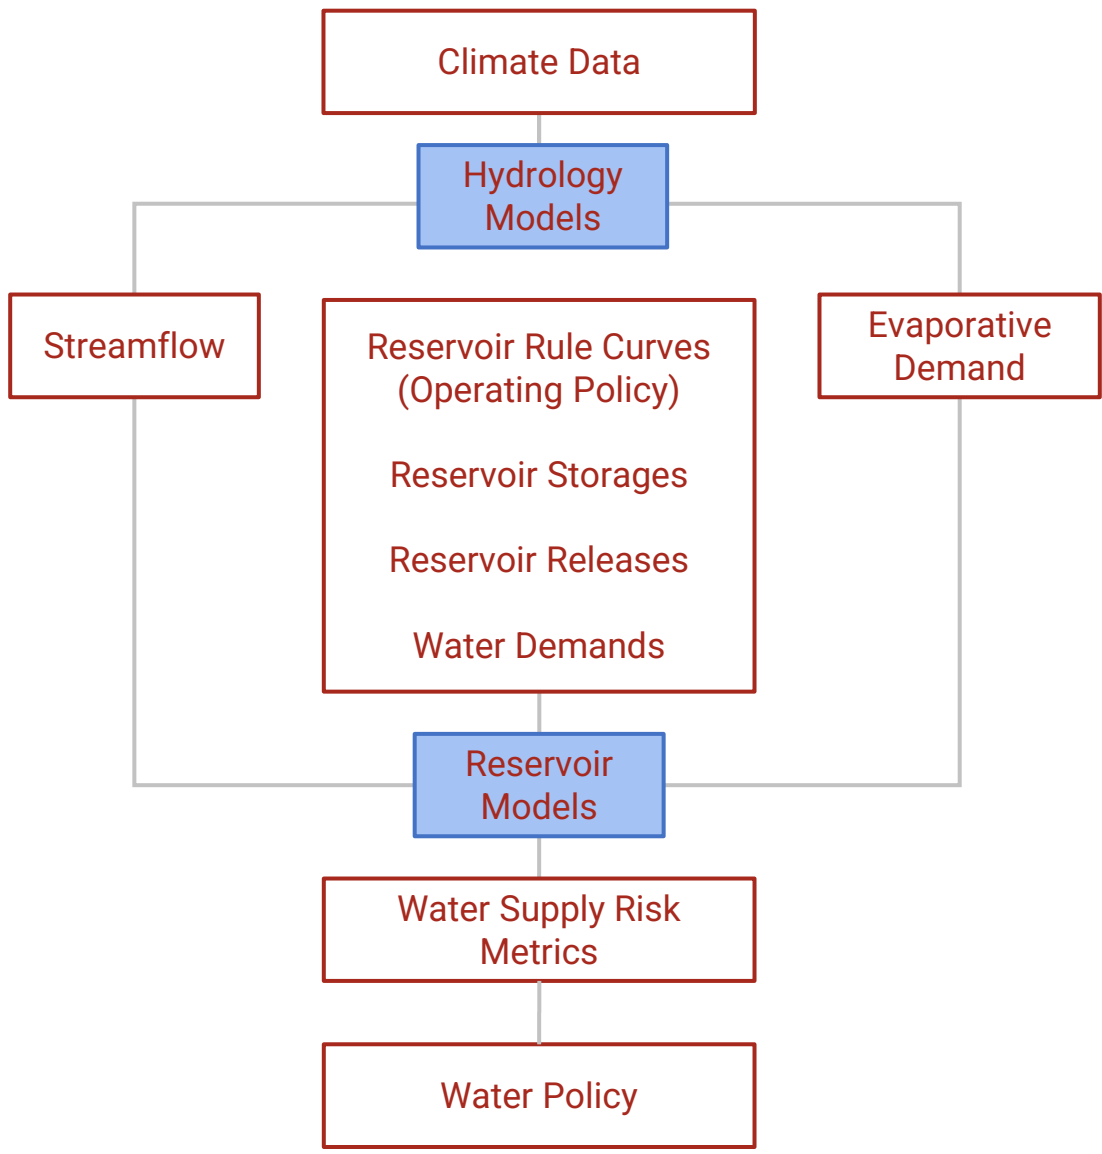 Climate Data
Hydrology
Models
Streamflow
Reservoir Rule Curves
(Operating Policy)
Reservoir Storages
Reservoir Releases
Water Demands
Evaporative
Demand
Reservoir
Models
Water Supply Risk
Metrics
Water Policy